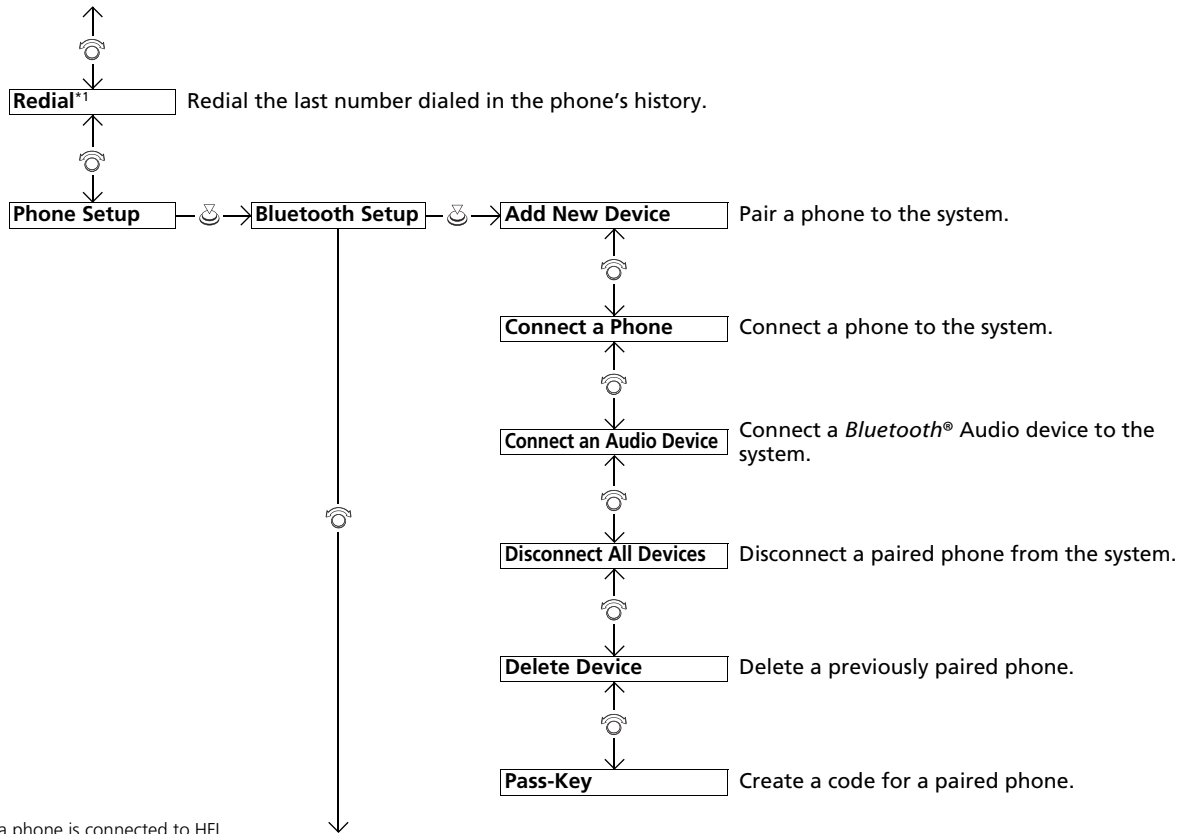 Redial*1 Redial the last number dialed in the phone's history.
Phone Setup Bluetooth Setup Add New Device Pair a phone to the system.
Connect a Phone Connect a phone to the system.
Connect an Audio Device Connect a Bluetooth® Audio device to the
system.
Disconnect All Devices Disconnect a paired phone from the system.
Delete Device Delete a previously paired phone.
Pass-Key Create a code for a paired phone.
a phone is connected to HFL